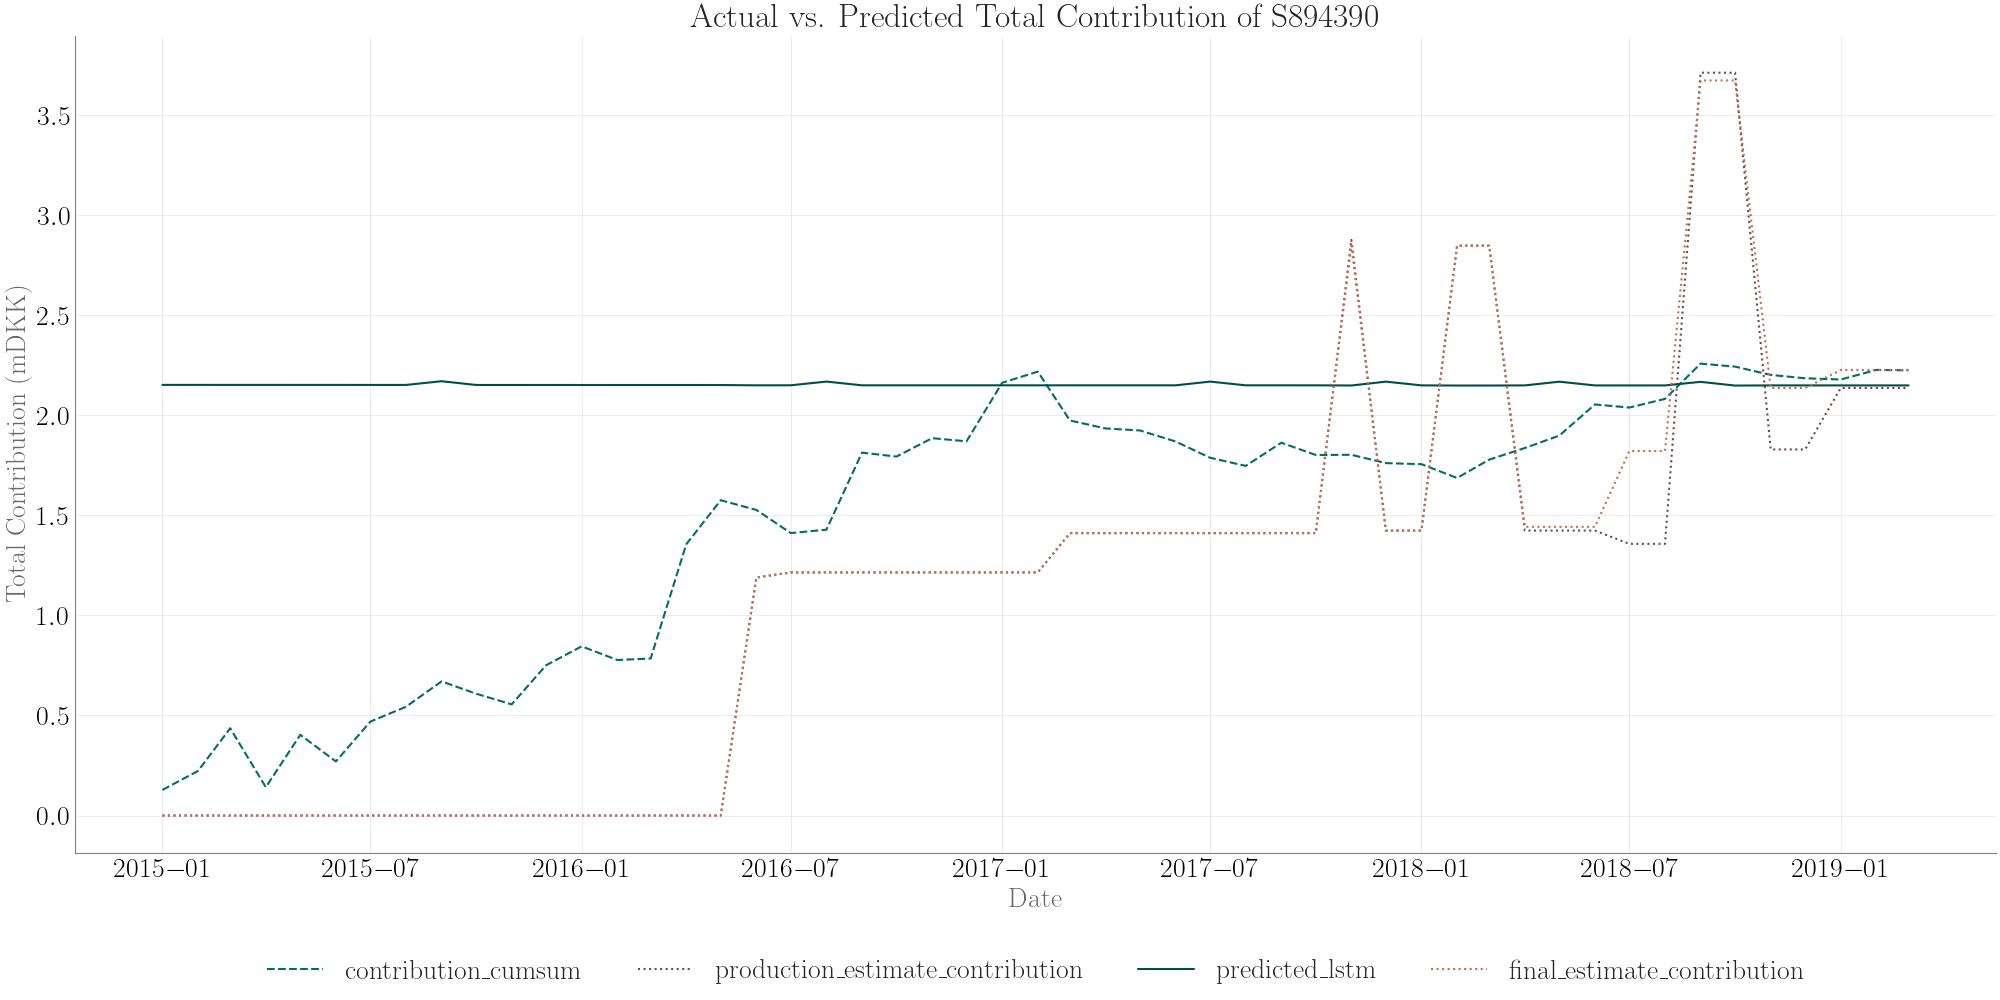 Actual vs. Predicted Total Contribution of S894390
Total Contribution (mDKK)
3.5
3.0
2.5
2.0
1.5
1.0
0.5
0.0
2015−01 2015−07 2016−01 2016−07 2017−01 2017−07 2018−01 2018−07 2019−01
Date
contribution_cumsum production_estimate_contribution predicted_lstm final_estimate_contribution